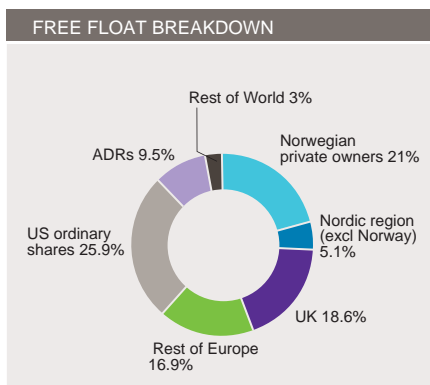 FREE FLOAT BREAKDOWN
Rest of World 3%
Norwegian
private owners 21%
ADRs 9.5%
Nordic region
(excl Norway)
5.1%
US ordinary
shares 25.9%
UK 18.6%
Rest of Europe
16.9%